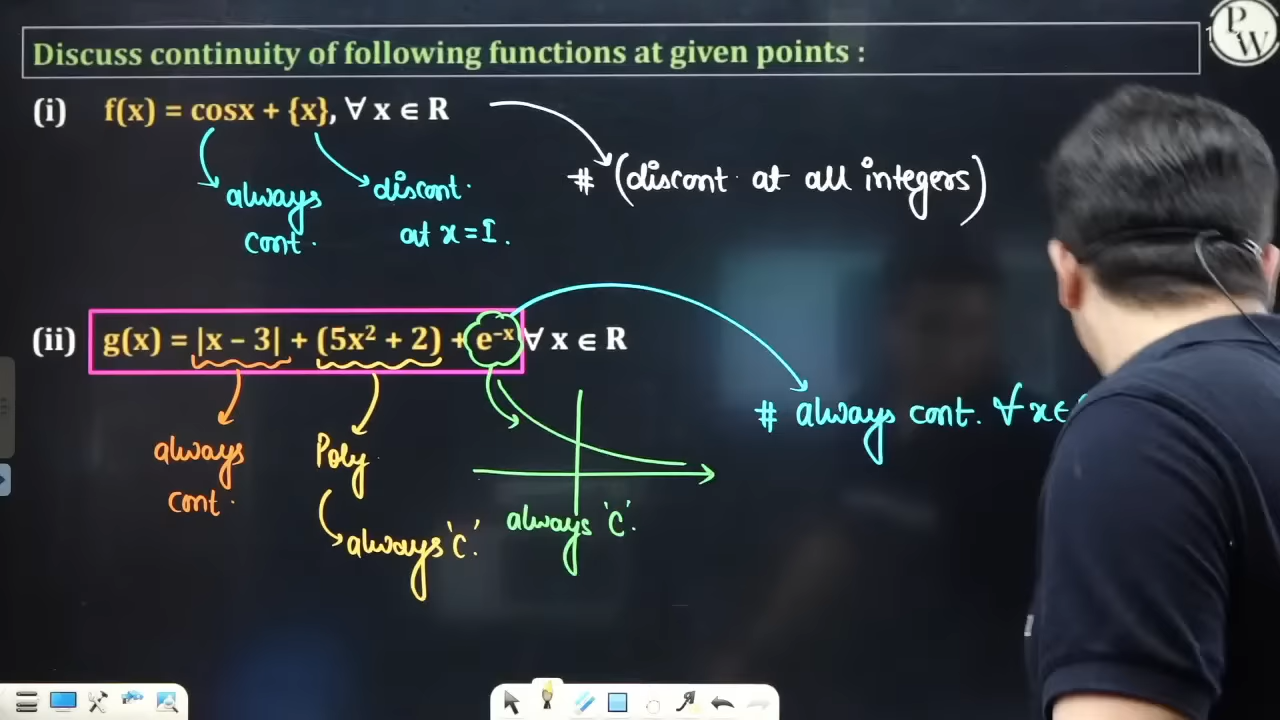 Discuss continuity of following functions at given points :
PW
(i) f(x) = cosx + {x}, ∀ x ∈ R
# (discont. at all integers)
always cont.
discont. at x = I.
(ii) g(x) = |x – 3| + (5x² + 2) + e⁻ˣ ∀ x ∈ R
# always cont. ∀ x ∈
always cont.
Poly
always 'c'.
always 'c'.